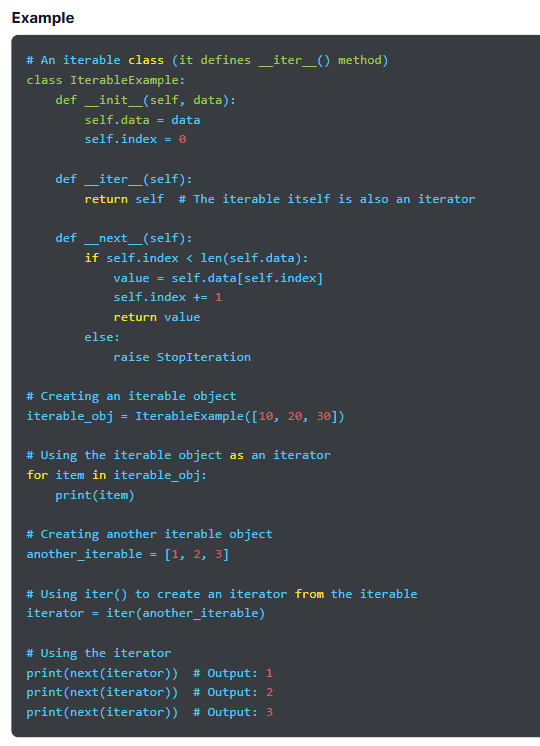 Example
# An iterable class (it defines __iter__() method)
class IterableExample:
    def __init__(self, data):
        self.data = data
        self.index = 0
    def __iter__(self):
        return self  # The iterable itself is also an iterator
    def __next__(self):
        if self.index < len(self.data):
            value = self.data[self.index]
            self.index += 1
            return value
        else:
            raise StopIteration
# Creating an iterable object
iterable_obj = IterableExample([10, 20, 30])
# Using the iterable object as an iterator
for item in iterable_obj:
    print(item)
# Creating another iterable object
another_iterable = [1, 2, 3]
# Using iter() to create an iterator from the iterable
iterator = iter(another_iterable)
# Using the iterator
print(next(iterator))  # Output: 1
print(next(iterator))  # Output: 2
print(next(iterator))  # Output: 3